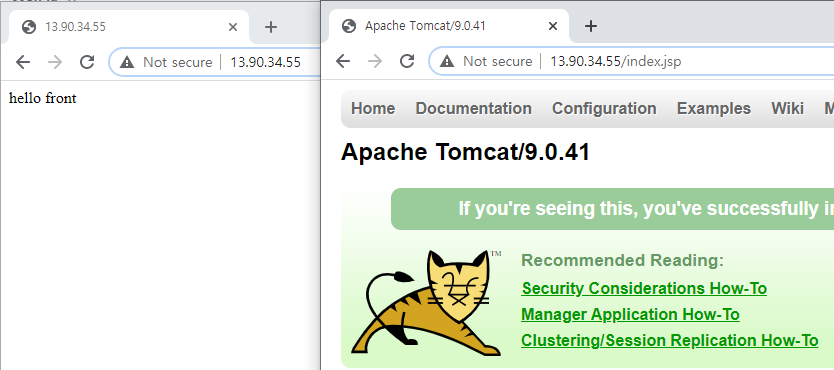 13.90.34.55
Not secure | 13.90.34.55
hello front
Apache Tomcat/9.0.41
Not secure | 13.90.34.55/index.jsp
Home Documentation Configuration Examples Wiki
Apache Tomcat/9.0.41
If you're seeing this, you've successfully
TM
Recommended Reading:
Security Considerations How-To
Manager Application How-To
Clustering/Session Replication How-To